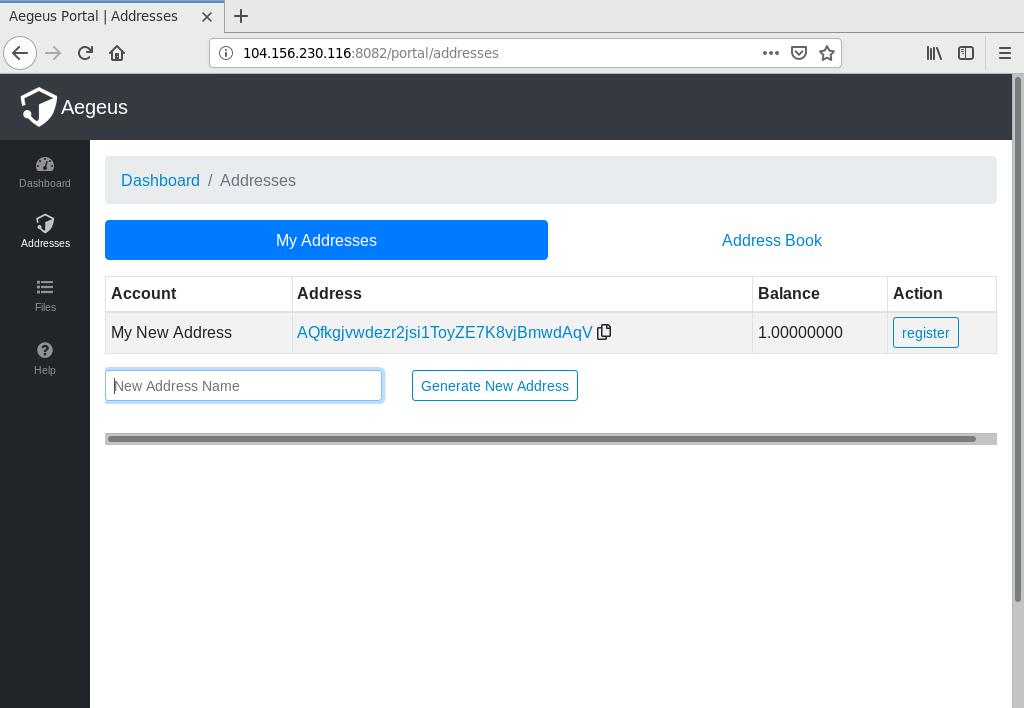 Aegeus Portal | Addresses
104.156.230.116:8082/portal/addresses
Aegeus
Dashboard
Addresses
Files
Help
Dashboard / Addresses
My Addresses Address Book
Account Address Balance Action
My New Address AQfkgjvwdezr2jsi1ToyZE7K8vjBmwdAqV 1.00000000 register
New Address Name Generate New Address